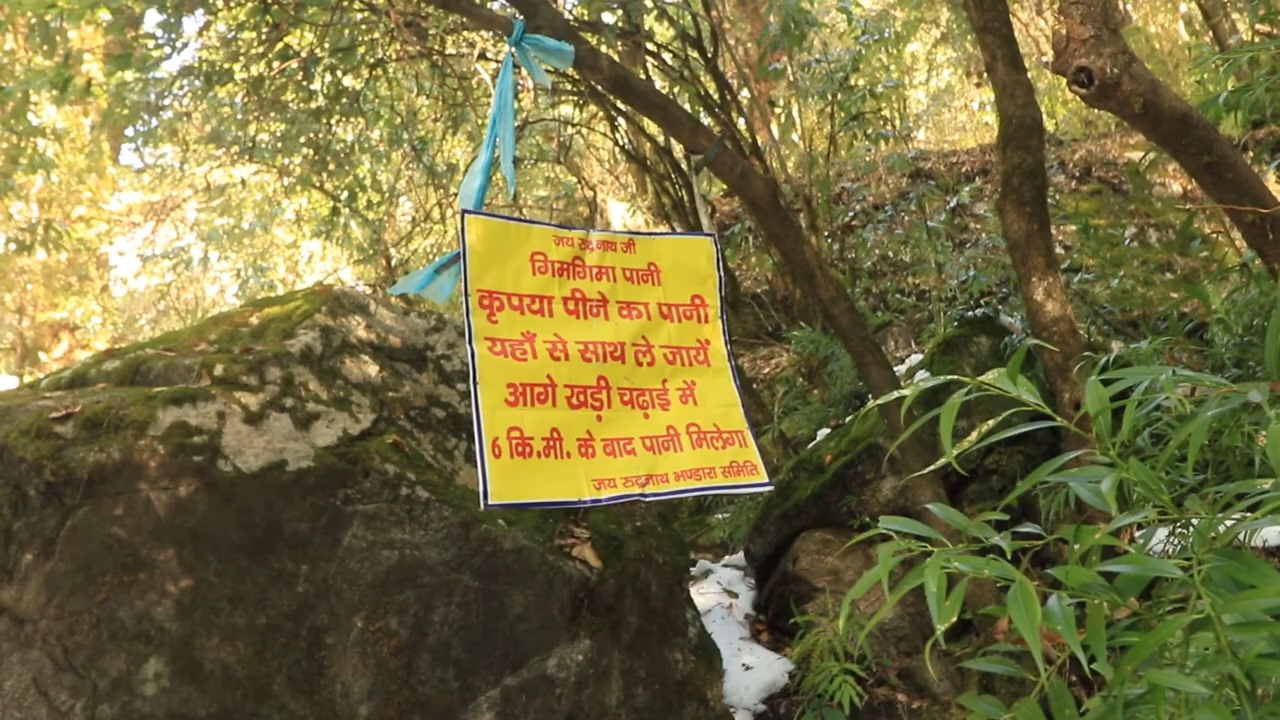 जय रुद्रनाथ जी
गिमगिमा पानी
कृपया पीने का पानी
यहाँ से साथ ले जायें
आगे खड़ी चढ़ाई में
6 कि.मी. के बाद पानी मिलेगा
जय रुद्रनाथ भण्डारा समिति